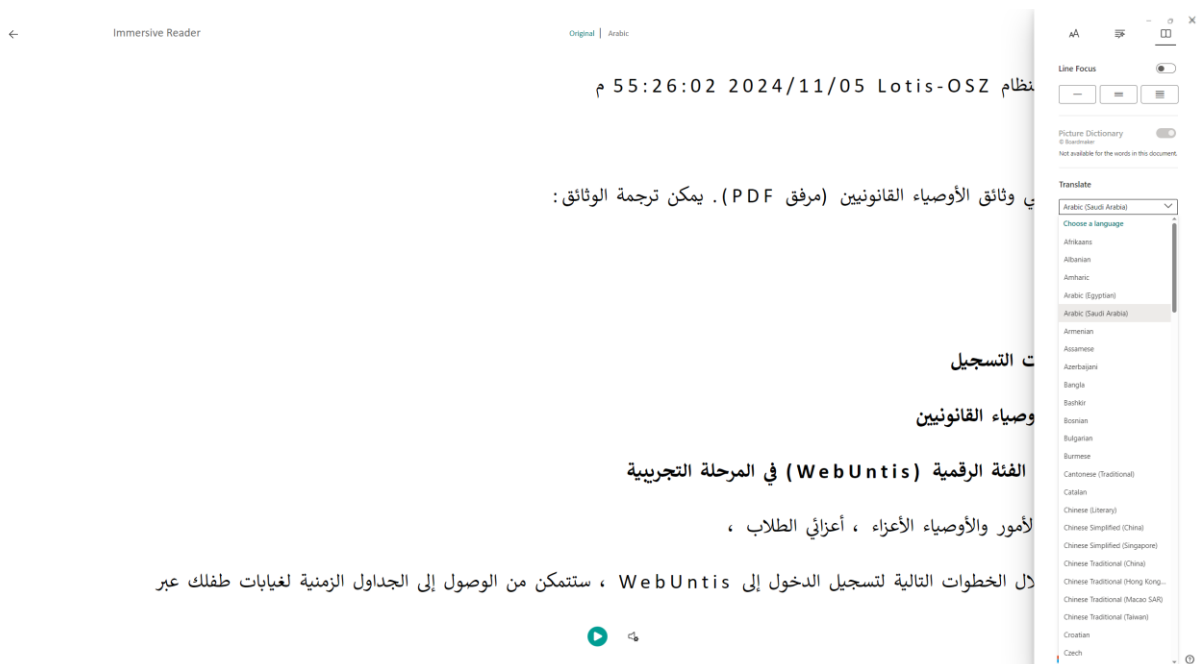 Immersive Reader
Original | Arabic
نظام Lotis-OSZ 2024/11/05 55:26:02 م
ي وثائق الأوصياء القانونيين (مرفق PDF). يمكن ترجمة الوثائق:
ت التسجيل
وصياء القانونيين
الفئة الرقمية (WebUntis) في المرحلة التجريبية
لأمور والأوصياء الأعزاء ، أعزائي الطلاب ،
لال الخطوات التالية لتسجيل الدخول إلى WebUntis ، ستتمكن من الوصول إلى الجداول الزمنية لغيابات طفلك عبر
Line Focus
Picture Dictionary
© Boardmaker
Not available for the words in this document.
Translate
Arabic (Saudi Arabia)
Choose a language
Afrikaans
Albanian
Amharic
Arabic (Egyptian)
Arabic (Saudi Arabia)
Armenian
Assamese
Azerbaijani
Bangla
Bashkir
Bosnian
Bulgarian
Burmese
Cantonese (Traditional)
Catalan
Chinese (Literary)
Chinese Simplified (China)
Chinese Simplified (Singapore)
Chinese Traditional (China)
Chinese Traditional (Hong Kong...
Chinese Traditional (Macao SAR)
Chinese Traditional (Taiwan)
Croatian
Czech